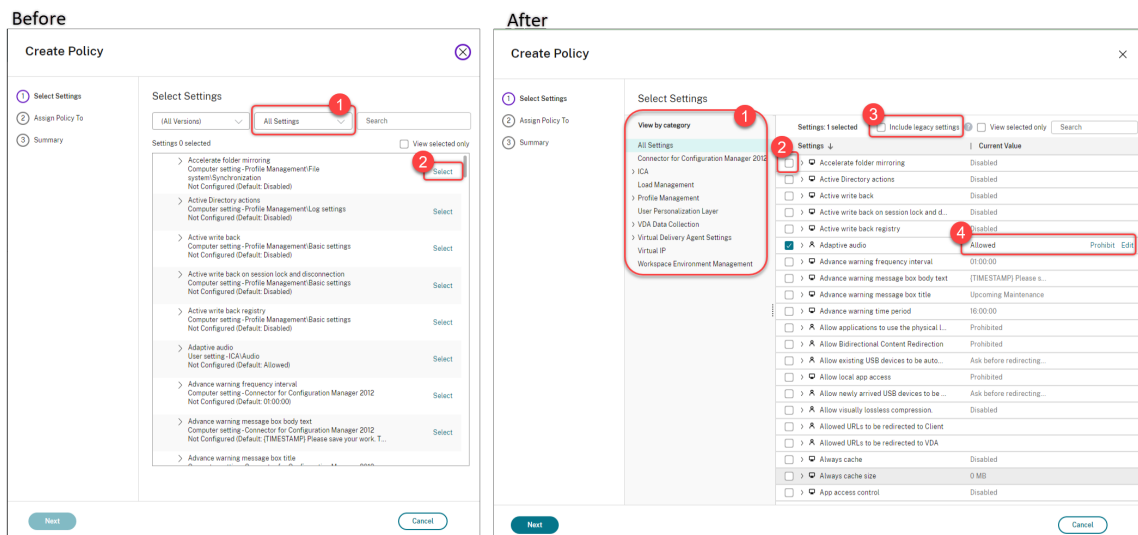 Before
Create Policy
1 Select Settings
2 Assign Policy To
3 Summary
Select Settings
1
(All Versions)
All Settings
Search
Settings 0 selected
View selected only
2
Accelerate folder mirroring
Computer setting - Profile Management\File
system\Synchronization
Not Configured (Default: Disabled)
Select
Active Directory actions
Computer setting - Profile Management\Log settings
Not Configured (Default: Disabled)
Select
Active write back
Computer setting - Profile Management\Basic settings
Not Configured (Default: Disabled)
Select
Active write back on session lock and disconnection
Computer setting - Profile Management\Basic settings
Not Configured (Default: Disabled)
Select
Active write back registry
Computer setting - Profile Management\Basic settings
Not Configured (Default: Disabled)
Select
Adaptive audio
User setting - ICA\Audio
Not Configured (Default: Allowed)
Select
Advance warning frequency interval
Computer setting - Connector for Configuration Manager 2012
Not Configured (Default: 01:00:00)
Select
Advance warning message box body text
Computer setting - Connector for Configuration Manager 2012
Not Configured (Default: {TIMESTAMP} Please save your work. T...
Select
Advance warning message box title
Next
Cancel
After
Create Policy
1 Select Settings
2 Assign Policy To
3 Summary
Select Settings
1
View by category
All Settings
Connector for Configuration Manager 2012
ICA
Load Management
Profile Management
User Personalization Layer
VDA Data Collection
Virtual Delivery Agent Settings
Virtual IP
Workspace Environment Management
3
Settings: 1 selected
Include legacy settings
View selected only
Search
2
Settings ↓
Current Value
Accelerate folder mirroring Disabled
Active Directory actions Disabled
Active write back Disabled
Active write back on session lock and d... Disabled
Active write back registry Disabled
4
Adaptive audio Allowed Prohibit Edit
Advance warning frequency interval 01:00:00
Advance warning message box body text {TIMESTAMP} Please s...
Advance warning message box title Upcoming Maintenance
Advance warning time period 16:00:00
Allow applications to use the physical l... Prohibited
Allow Bidirectional Content Redirection Prohibited
Allow existing USB devices to be auto... Ask before redirecting...
Allow local app access Prohibited
Allow newly arrived USB devices to be ... Ask before redirecting...
Allow visually lossless compression. Disabled
Allowed URLs to be redirected to Client
Allowed URLs to be redirected to VDA
Always cache Disabled
Always cache size 0 MB
App access control Disabled
Next
Cancel